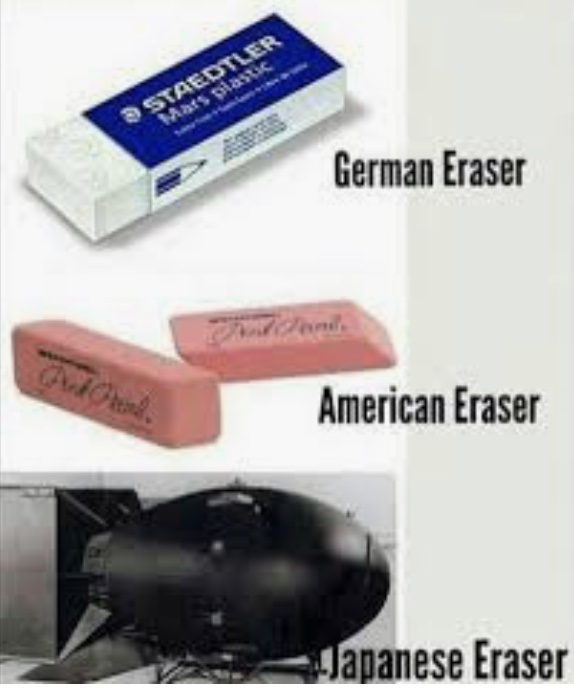 STAEDTLER
Mars plastic
German Eraser
Pink Pearl
Pink Pearl
American Eraser
Japanese Eraser